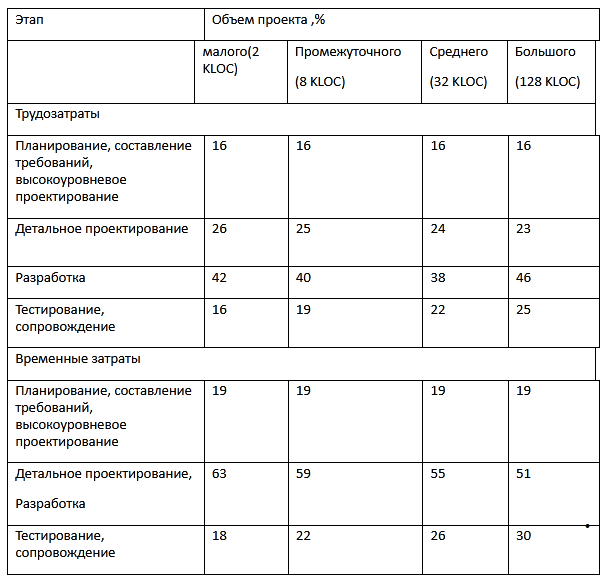 Этап Объем проекта ,%
малого(2 Промежуточного Среднего Большого
KLOC) (8 KLOC) (32 KLOC) (128 KLOC)
Трудозатраты
Планирование, составление 16 16 16 16
требований,
высокоуровневое
проектирование
Детальное проектирование 26 25 24 23
Разработка 42 40 38 46
Тестирование, 16 19 22 25
сопровождение
Временные затраты
Планирование, составление 19 19 19 19
требований,
высокоуровневое
проектирование
Детальное проектирование, 63 59 55 51
Разработка
Тестирование, 18 22 26 30
сопровождение